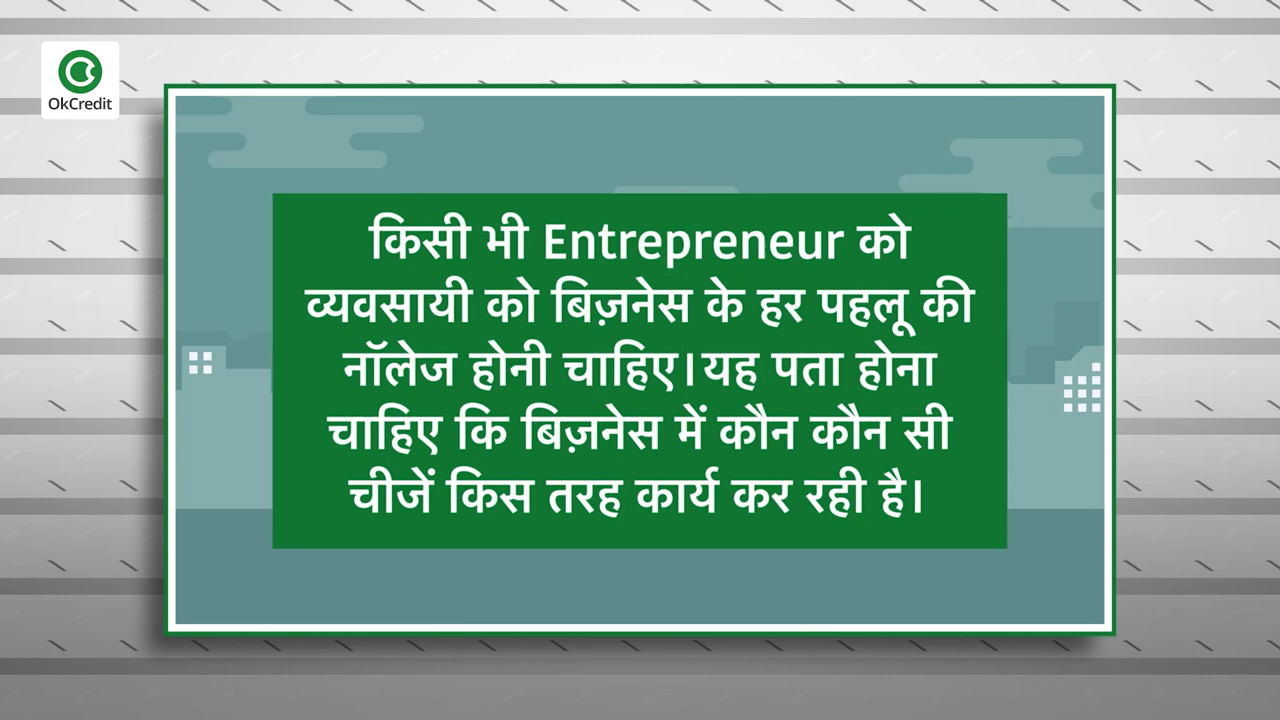 OkCredit
किसी भी Entrepreneur को
व्यवसायी को बिज़नेस के हर पहलू की
नॉलेज होनी चाहिए।यह पता होना
चाहिए कि बिज़नेस में कौन कौन सी
चीजें किस तरह कार्य कर रही है।